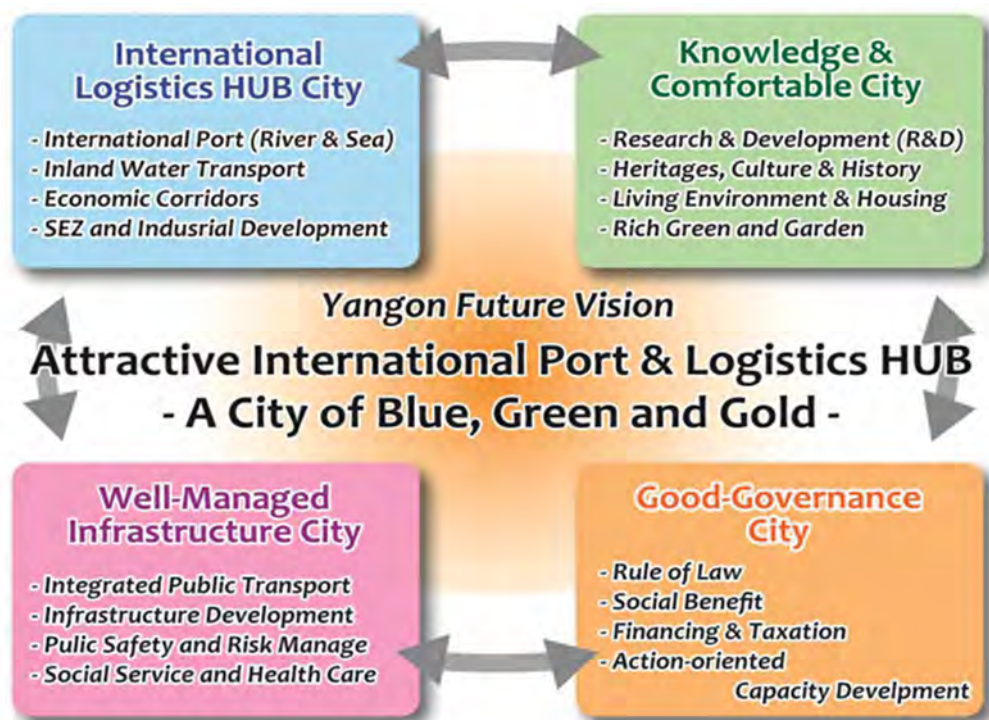 International
Logistics HUB City
- International Port (River & Sea)
- Inland Water Transport
- Economic Corridors
- SEZ and Indusrial Development
Knowledge &
Comfortable City
- Research & Development (R&D)
- Heritages, Culture & History
- Living Environment & Housing
- Rich Green and Garden
Yangon Future Vision
Attractive International Port & Logistics HUB
- A City of Blue, Green and Gold -
Well-Managed
Infrastructure City
- Integrated Public Transport
- Infrastructure Development
- Pulic Safety and Risk Manage
- Social Service and Health Care
Good-Governance
City
- Rule of Law
- Social Benefit
- Financing & Taxation
- Action-oriented
Capacity Develpment